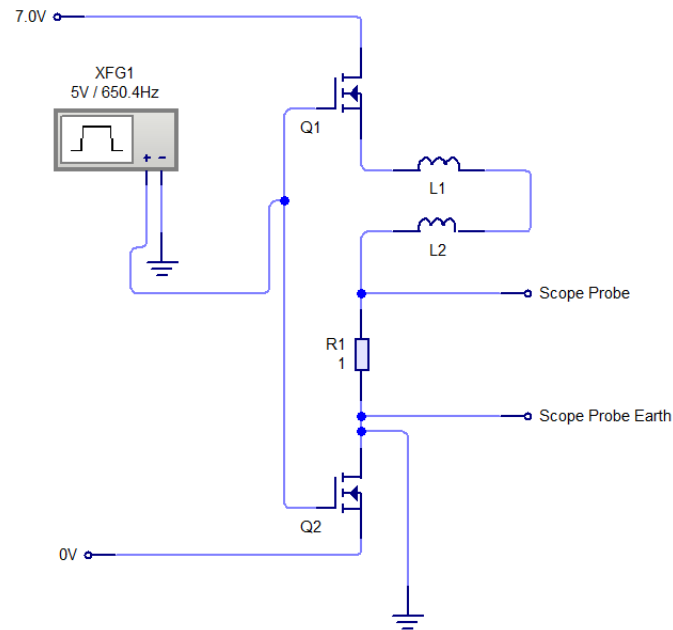 7.0V
XFG1
5V / 650.4Hz
+ -
Q1
L1
L2
Scope Probe
R1
1
Scope Probe Earth
Q2
0V